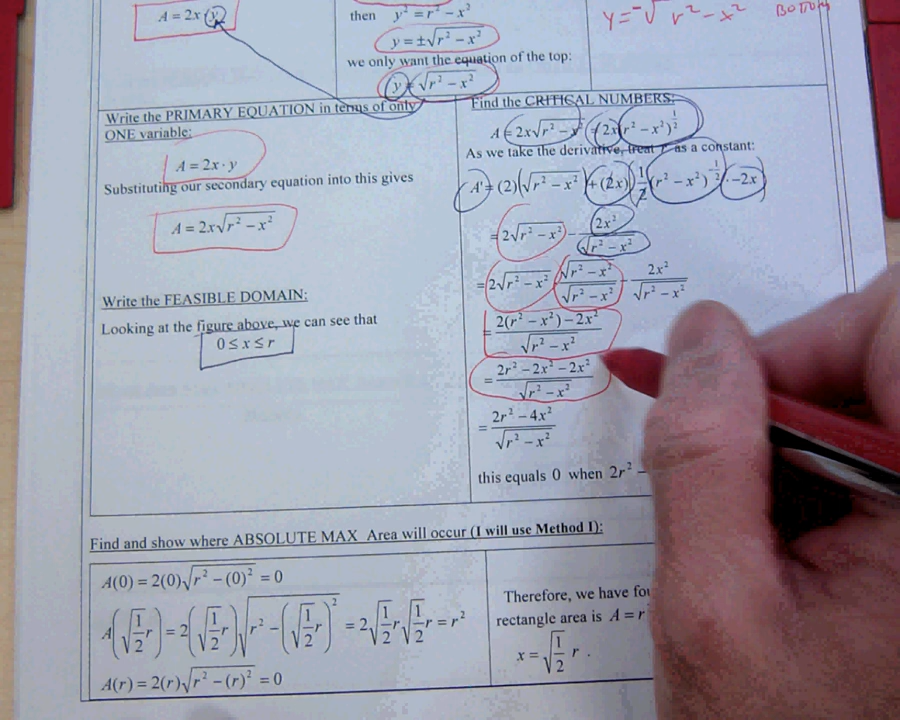 A = 2x·y
then y² = r² − x²
y = ±√(r² − x²)
we only want the equation of the top:
y = √(r² − x²)
y = −√(r² − x²) BOTTOM
Write the PRIMARY EQUATION in terms of only
ONE variable:
A = 2x · y
Substituting our secondary equation into this gives
A = 2x√(r² − x²)
Write the FEASIBLE DOMAIN:
Looking at the figure above, we can see that
0 ≤ x ≤ r
Find the CRITICAL NUMBERS:
A = 2x√(r² − x²) = (2x)(r² − x²)^(1/2)
As we take the derivative, treat r as a constant:
A' = (2)(√(r² − x²)) + (2x)(1/2)(r² − x²)^(−1/2)(−2x)
= 2√(r² − x²) − 2x²/√(r² − x²)
= 2√(r² − x²) · √(r² − x²)/√(r² − x²) − 2x²/√(r² − x²)
= (2(r² − x²) − 2x²)/√(r² − x²)
= (2r² − 2x² − 2x²)/√(r² − x²)
= (2r² − 4x²)/√(r² − x²)
this equals 0 when 2r² −
Find and show where ABSOLUTE MAX Area will occur (I will use Method I):
A(0) = 2(0)√(r² − (0)²) = 0
A(√(1/2) r) = 2(√(1/2) r)√(r² − (√(1/2) r)²) = 2√(1/2) r√(1/2) r = r²
A(r) = 2(r)√(r² − (r)²) = 0
Therefore, we have
rectangle area is A = r
x = √(1/2) r .